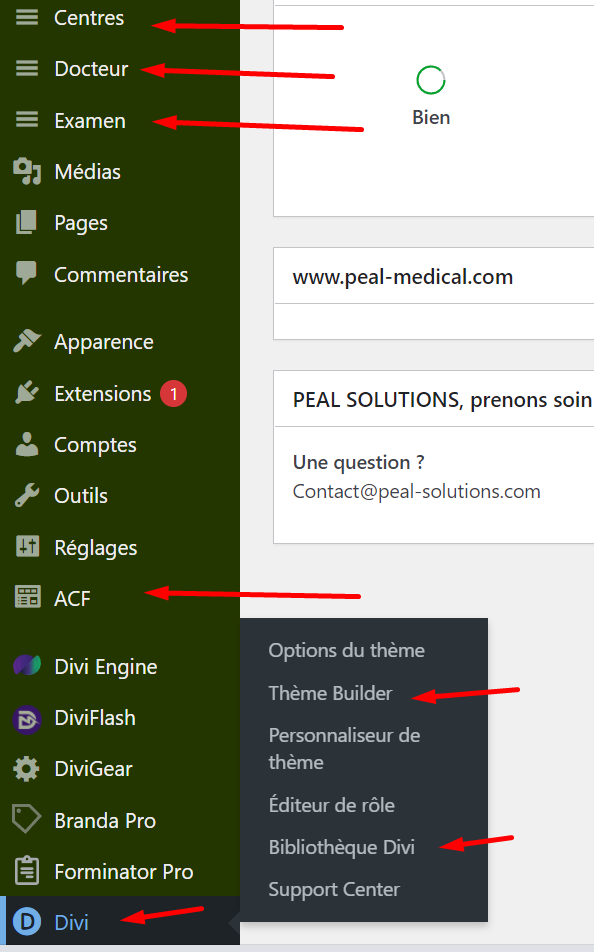 Centres
Docteur
Examen
Médias
Pages
Commentaires
Apparence
Extensions 1
Comptes
Outils
Réglages
ACF
Divi Engine
DiviFlash
DiviGear
Branda Pro
Forminator Pro
D Divi
Bien
www.peal-medical.com
PEAL SOLUTIONS, prenons soin
Une question ?
Contact@peal-solutions.com
Options du thème
Thème Builder
Personnaliseur de
thème
Éditeur de rôle
Bibliothèque Divi
Support Center